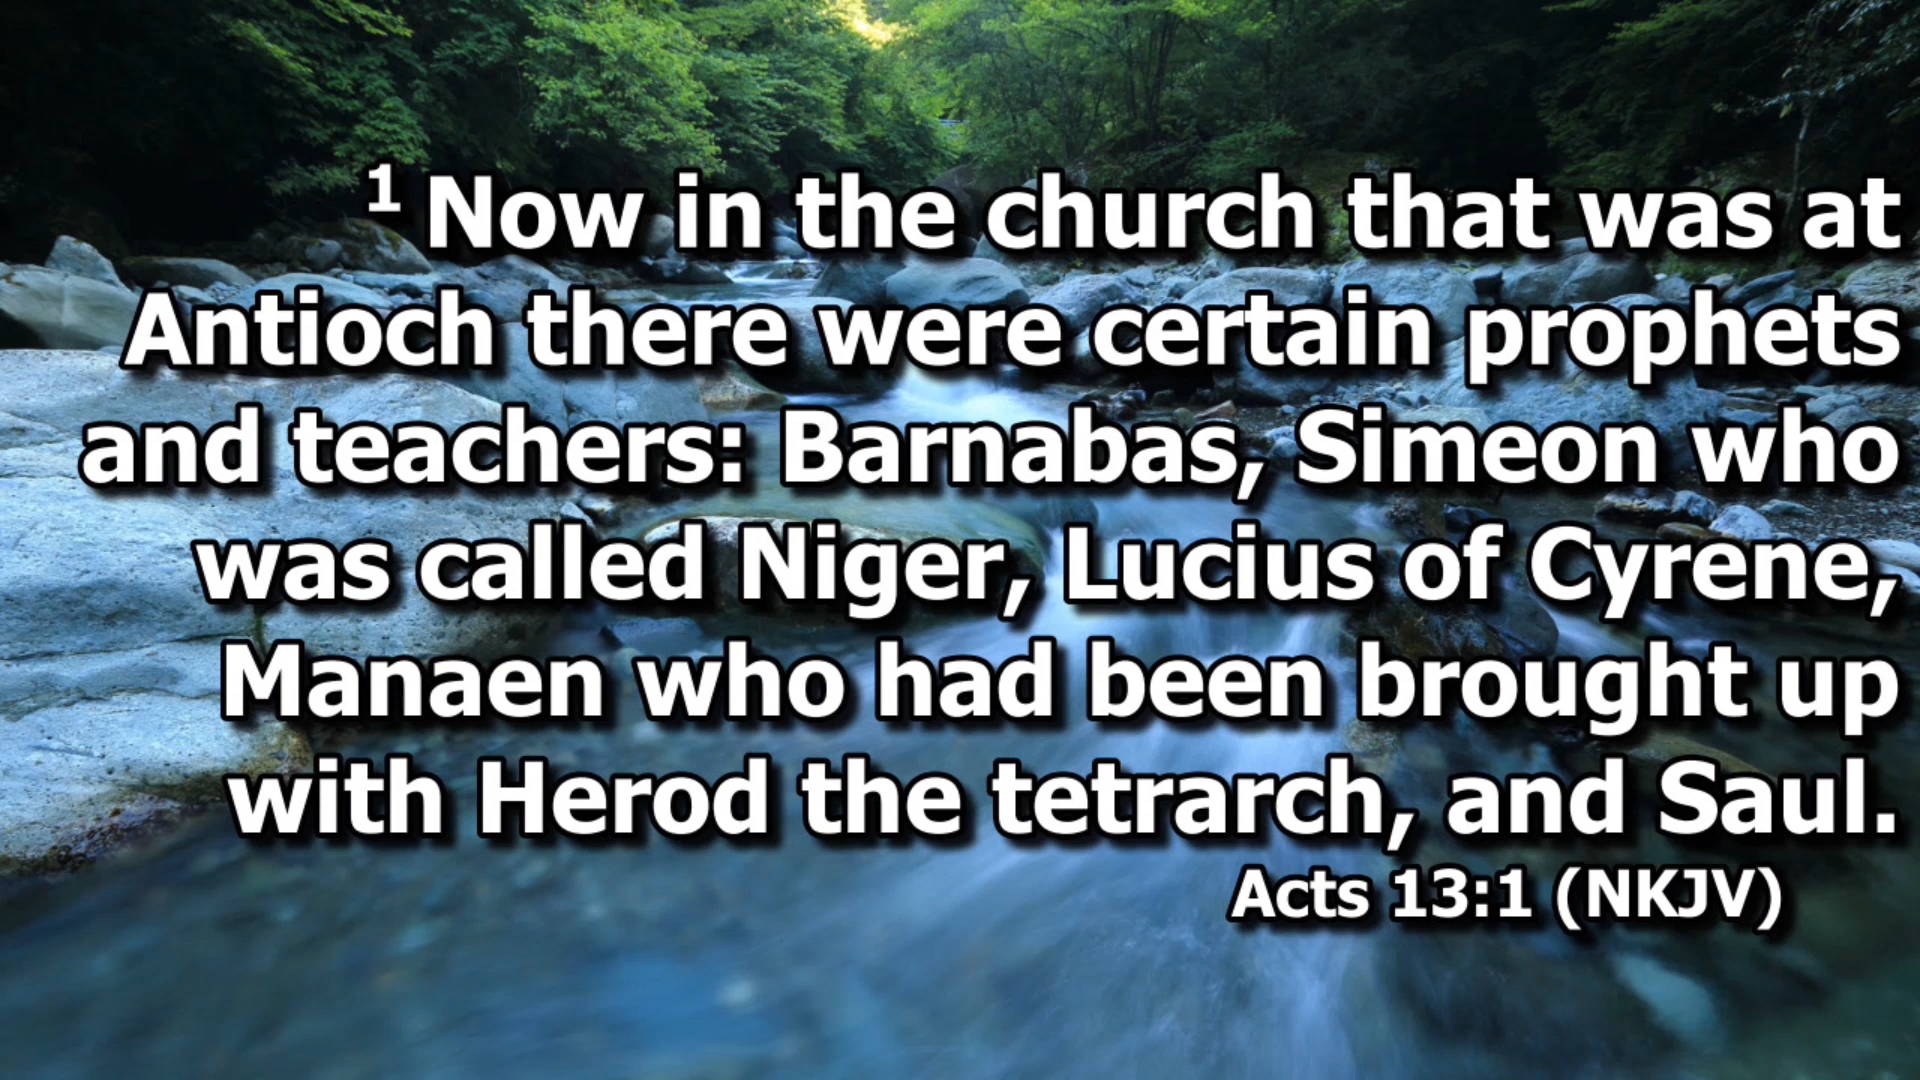 1 Now in the church that was at
Antioch there were certain prophets
and teachers: Barnabas, Simeon who
was called Niger, Lucius of Cyrene,
Manaen who had been brought up
with Herod the tetrarch, and Saul.
Acts 13:1 (NKJV)